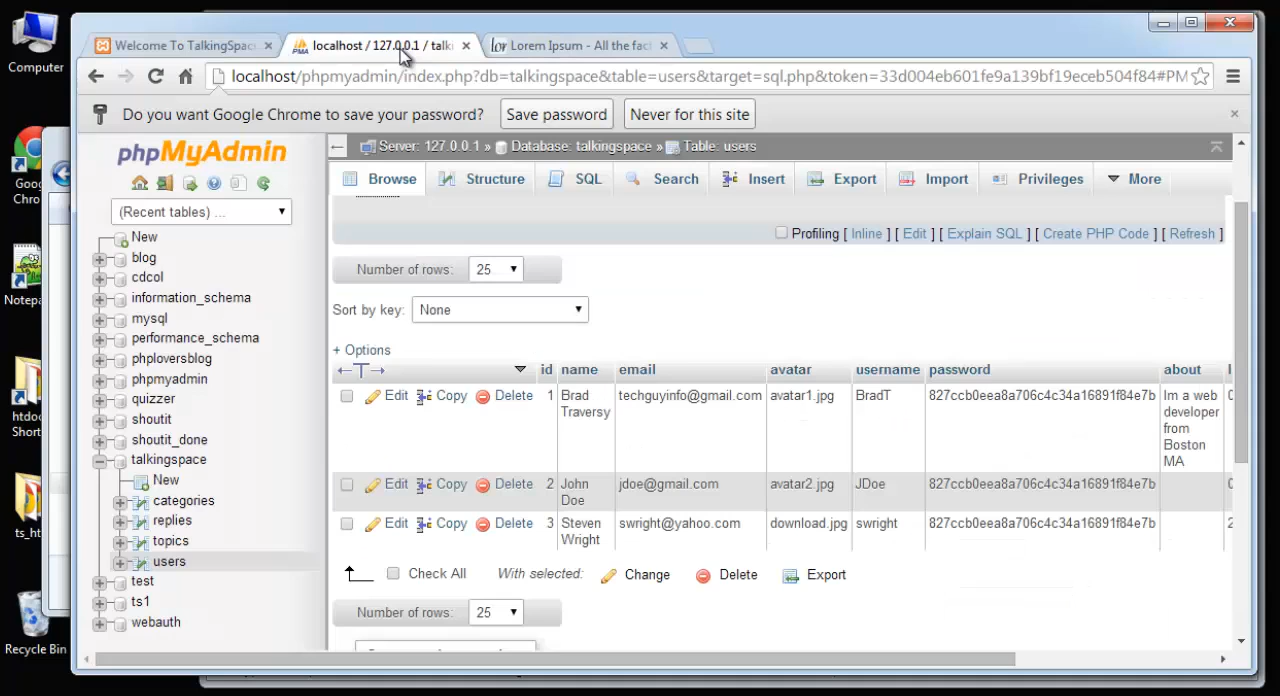 Computer
Goog
Chro
Notepa
htdoc
Short
ts_ht
Recycle Bin
Welcome To TalkingSpac
localhost / 127.0.0.1 / talki
Lorem Ipsum - All the fact
localhost/phpmyadmin/index.php?db=talkingspace&table=users&target=sql.php&token=33d004eb601fe9a139bf19eceb504f84#PM
Do you want Google Chrome to save your password? Save password Never for this site
phpMyAdmin
(Recent tables) ...
New
blog
cdcol
information_schema
mysql
performance_schema
phploversblog
phpmyadmin
quizzer
shoutit
shoutit_done
talkingspace
New
categories
replies
topics
users
test
ts1
webauth
Server: 127.0.0.1 » Database: talkingspace » Table: users
Browse Structure SQL Search Insert Export Import Privileges More
Profiling [ Inline ] [ Edit ] [ Explain SQL ] [ Create PHP Code ] [ Refresh ]
Number of rows: 25
Sort by key: None
+ Options
id name email avatar username password about
Edit Copy Delete 1 Brad Traversy techguyinfo@gmail.com avatar1.jpg BradT 827ccb0eea8a706c4c34a16891f84e7b Im a web
developer
from
Boston
MA
Edit Copy Delete 2 John Doe jdoe@gmail.com avatar2.jpg JDoe 827ccb0eea8a706c4c34a16891f84e7b
Edit Copy Delete 3 Steven Wright swright@yahoo.com download.jpg swright 827ccb0eea8a706c4c34a16891f84e7b
Check All With selected: Change Delete Export
Number of rows: 25